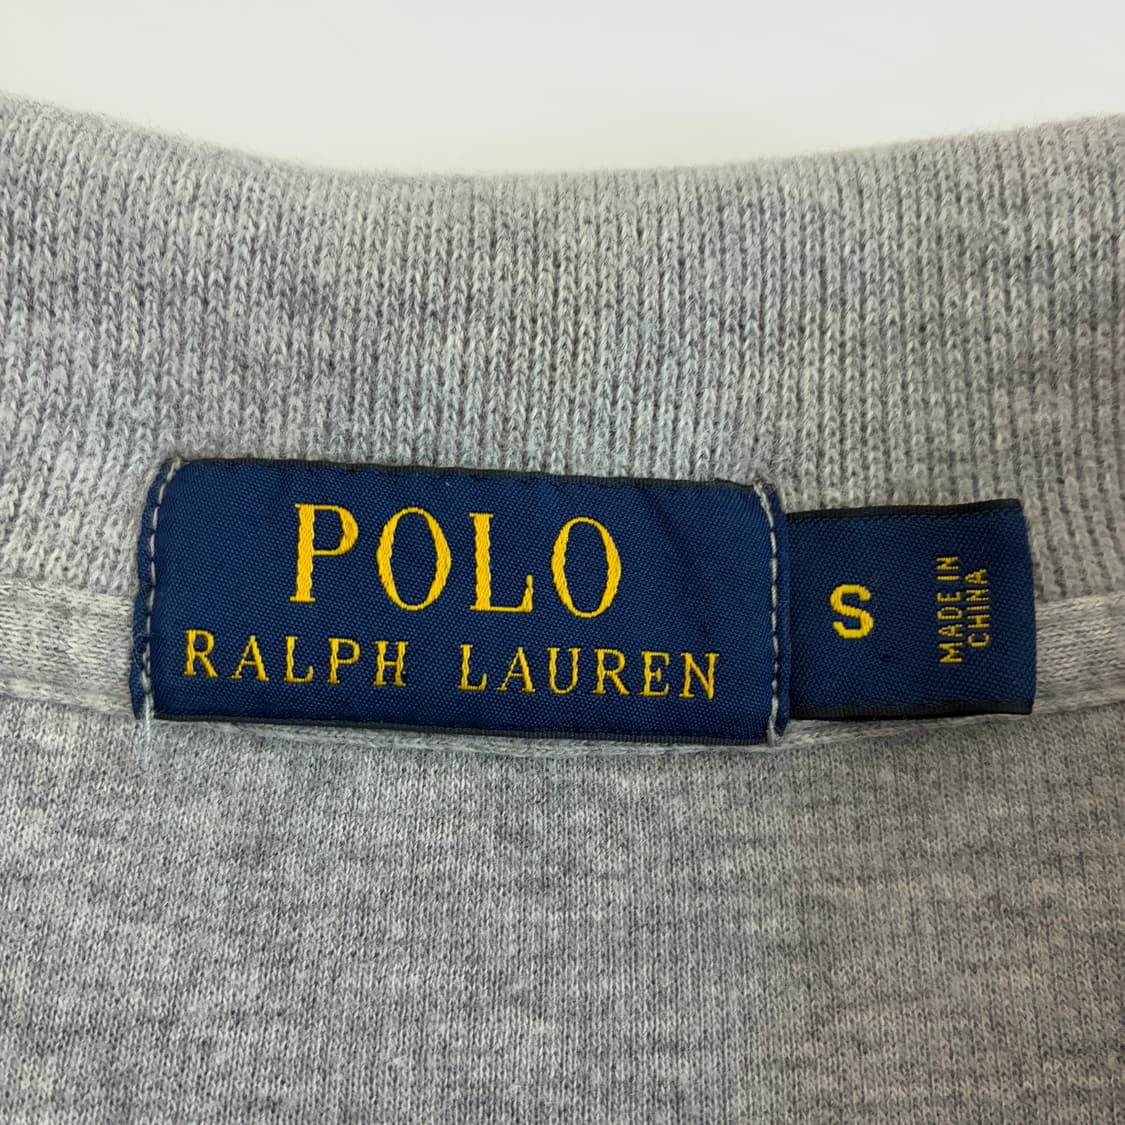 POLO
RALPH LAUREN
S
MADE IN
CHINA